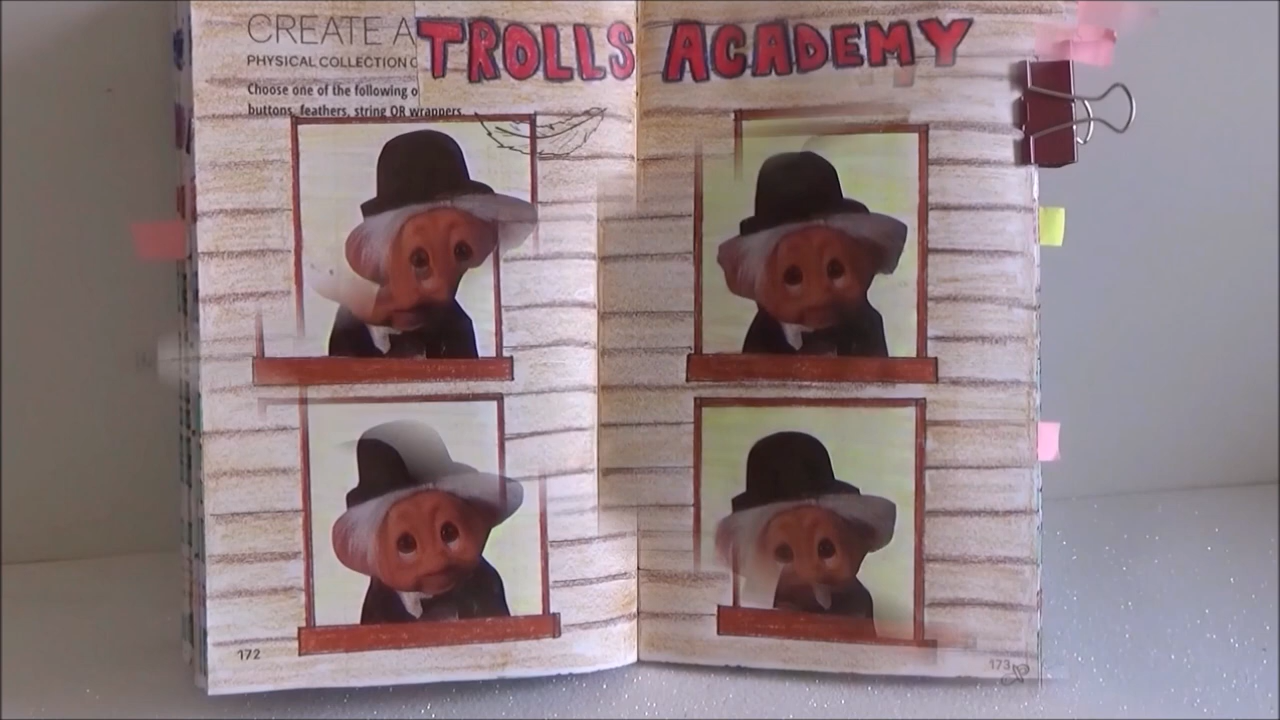 CREATE A TROLLS ACADEMY
PHYSICAL COLLECTION
Choose one of the following o
buttons, feathers, string OR wrappers.
172
173